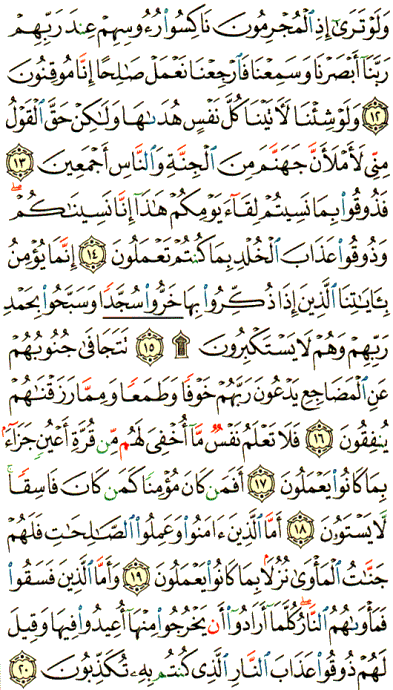 وَلَوْ تَرَىٰٓ إِذِ ٱلْمُجْرِمُونَ نَاكِسُوا۟ رُءُوسِهِمْ عِندَ رَبِّهِمْ
رَبَّنَآ أَبْصَرْنَا وَسَمِعْنَا فَٱرْجِعْنَا نَعْمَلْ صَٰلِحًا إِنَّا مُوقِنُونَ
١٢ وَلَوْ شِئْنَا لَءَاتَيْنَا كُلَّ نَفْسٍ هُدَىٰهَا وَلَٰكِنْ حَقَّ ٱلْقَوْلُ
مِنِّى لَأَمْلَأَنَّ جَهَنَّمَ مِنَ ٱلْجِنَّةِ وَٱلنَّاسِ أَجْمَعِينَ ١٣
فَذُوقُوا۟ بِمَا نَسِيتُمْ لِقَآءَ يَوْمِكُمْ هَٰذَآ إِنَّا نَسِينَٰكُمْ ۖ
وَذُوقُوا۟ عَذَابَ ٱلْخُلْدِ بِمَا كُنتُمْ تَعْمَلُونَ ١٤ إِنَّمَا يُؤْمِنُ
بِـَٔايَٰتِنَا ٱلَّذِينَ إِذَا ذُكِّرُوا۟ بِهَا خَرُّوا۟ سُجَّدًا وَسَبَّحُوا۟ بِحَمْدِ
رَبِّهِمْ وَهُمْ لَا يَسْتَكْبِرُونَ ۩ ١٥ تَتَجَافَىٰ جُنُوبُهُمْ
عَنِ ٱلْمَضَاجِعِ يَدْعُونَ رَبَّهُمْ خَوْفًا وَطَمَعًا وَمِمَّا رَزَقْنَٰهُمْ
يُنفِقُونَ ١٦ فَلَا تَعْلَمُ نَفْسٌ مَّآ أُخْفِىَ لَهُم مِّن قُرَّةِ أَعْيُنٍ جَزَآءًۢ
بِمَا كَانُوا۟ يَعْمَلُونَ ١٧ أَفَمَن كَانَ مُؤْمِنًا كَمَن كَانَ فَاسِقًا ۚ
لَّا يَسْتَوُۥنَ ١٨ أَمَّا ٱلَّذِينَ ءَامَنُوا۟ وَعَمِلُوا۟ ٱلصَّٰلِحَٰتِ فَلَهُمْ
جَنَّٰتُ ٱلْمَأْوَىٰ نُزُلًۢا بِمَا كَانُوا۟ يَعْمَلُونَ ١٩ وَأَمَّا ٱلَّذِينَ فَسَقُوا۟
فَمَأْوَىٰهُمُ ٱلنَّارُ ۖ كُلَّمَآ أَرَادُوٓا۟ أَن يَخْرُجُوا۟ مِنْهَآ أُعِيدُوا۟ فِيهَا وَقِيلَ
لَهُمْ ذُوقُوا۟ عَذَابَ ٱلنَّارِ ٱلَّذِى كُنتُم بِهِۦ تُكَذِّبُونَ ٢٠